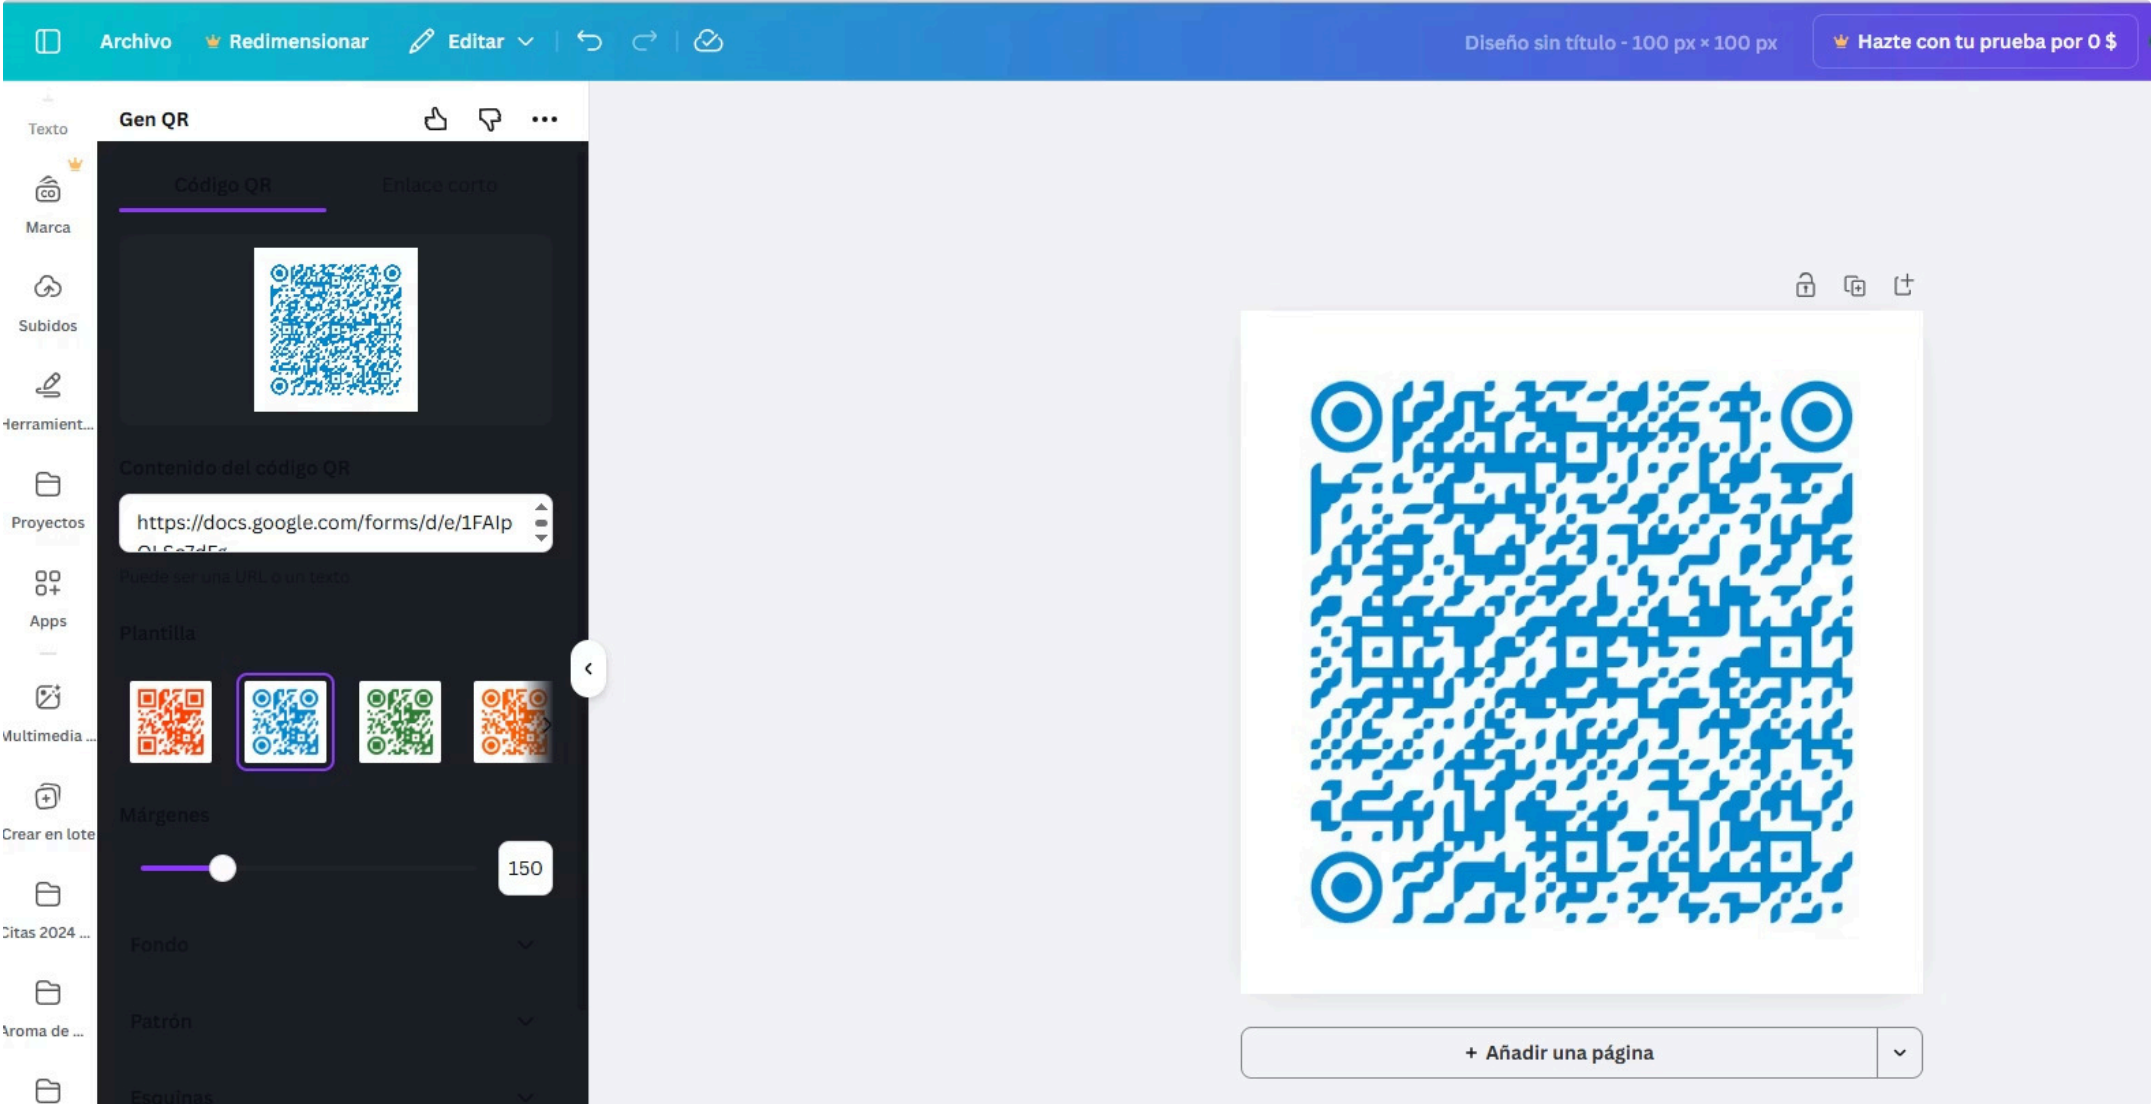 Archivo
Redimensionar
Editar
Diseño sin título - 100 px × 100 px
Hazte con tu prueba por 0 $
Texto
Marca
Subidos
Herramient...
Proyectos
Apps
Multimedia ...
Crear en lote
Citas 2024 ...
Aroma de ...
Gen QR
Código QR
Enlace corto
Contenido del código QR
https://docs.google.com/forms/d/e/1FAIp
Puede ser una URL o un texto
Plantilla
Márgenes
150
Fondo
Patrón
Esquinas
+ Añadir una página